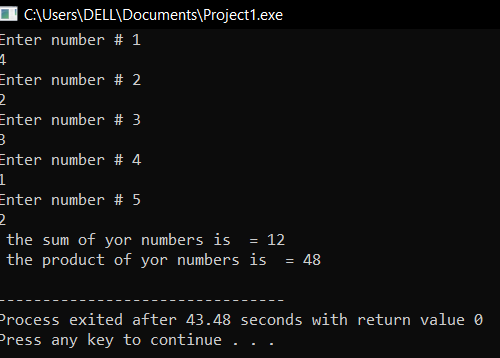 C:\Users\DELL\Documents\Project1.exe
Enter number # 1
4
Enter number # 2
2
Enter number # 3
3
Enter number # 4
1
Enter number # 5
2
the sum of yor numbers is  = 12
the product of yor numbers is  = 48
--------------------------------
Process exited after 43.48 seconds with return value 0
Press any key to continue . . .